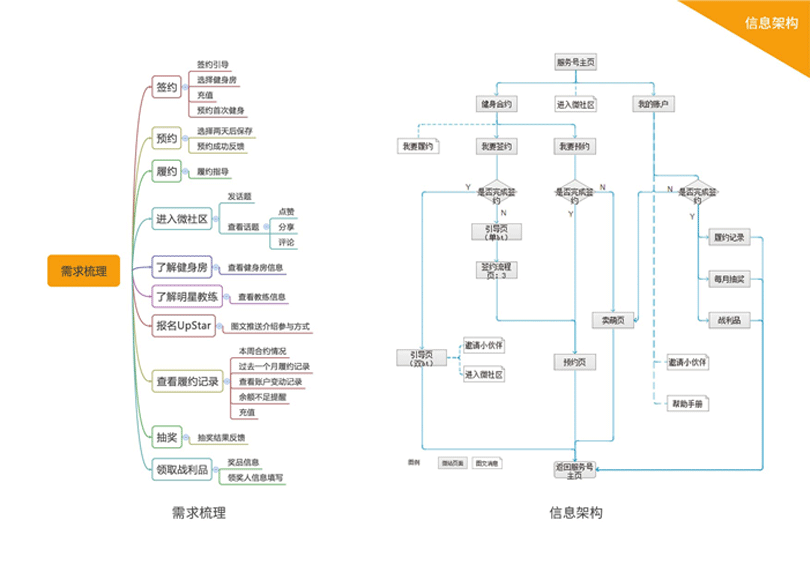 信息架构
需求梳理
签约
签约引导
选择健身房
充值
预约首次健身
预约
选择两天后保存
预约成功反馈
履约
履约指导
进入微社区
发话题
查看话题
点赞
分享
评论
了解健身房
查看健身房信息
了解明星教练
查看教练信息
报名UpStar
图文推送介绍参与方式
查看履约记录
本周合约情况
过去一个月履约记录
查看账户变动记录
余额不足提醒
充值
抽奖
抽奖结果反馈
领取战利品
奖品信息
领奖人信息填写
需求梳理
服务号主页
健身合约
进入微社区
我的账户
我要履约
我要签约
我要预约
Y
是否完成签
约
N
是否完成签
约
N
Y
N
是否完成签
约
Y
引导页
（单bt）
签约流程
页：3
履约记录
每月抽奖
战利品
卖萌页
引导页
（双bt）
邀请小伙伴
进入微社区
预约页
邀请小伙伴
帮助手册
图例
微站页面
图文消息
返回服务号
主页
信息架构